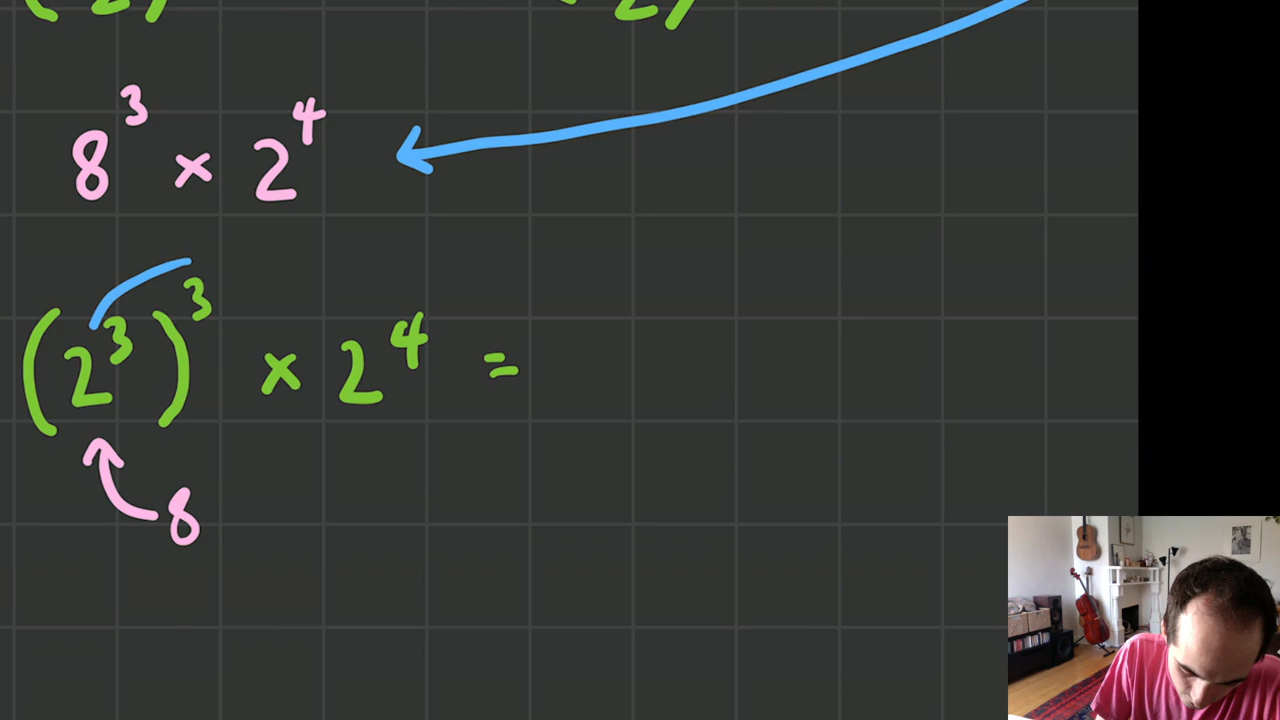 8³ × 2⁴
(2³)³ × 2⁴ =
8